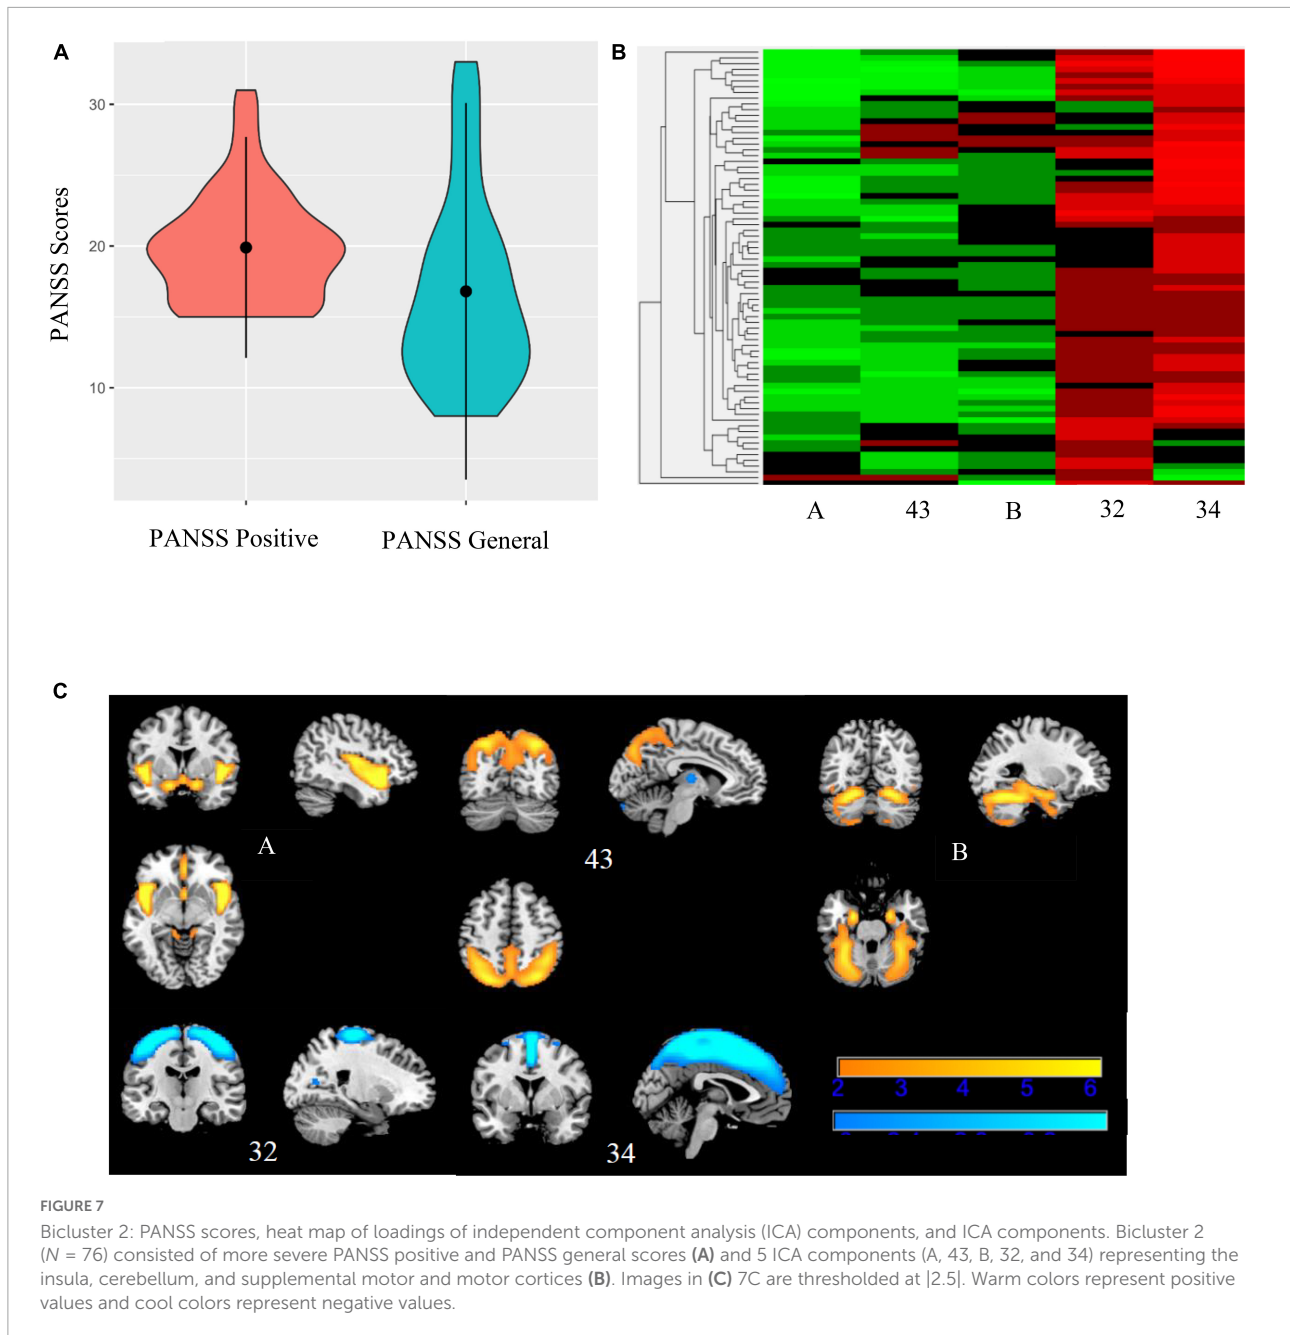 A
PANSS Scores
30
20
10
PANSS Positive
PANSS General
B
A
43
B
32
34
C
A
43
B
32
34
2
3
4
5
6
FIGURE 7
Bicluster 2: PANSS scores, heat map of loadings of independent component analysis (ICA) components, and ICA components. Bicluster 2
(N = 76) consisted of more severe PANSS positive and PANSS general scores (A) and 5 ICA components (A, 43, B, 32, and 34) representing the
insula, cerebellum, and supplemental motor and motor cortices (B). Images in (C) 7C are thresholded at |2.5|. Warm colors represent positive
values and cool colors represent negative values.